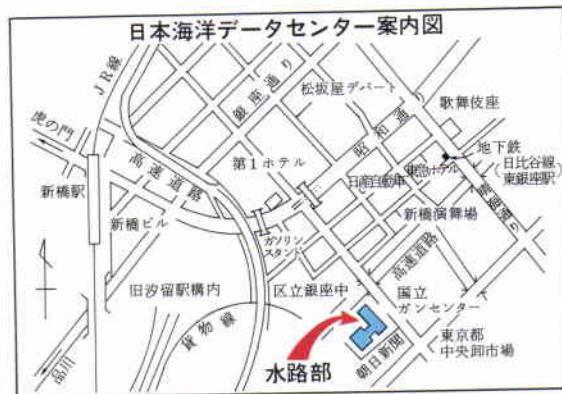 日本海洋データセンター案内図
JR線
銀座通り
松坂屋デパート
昭和通り
歌舞伎座
虎の門
高速道路
第1ホテル
地下鉄
(日比谷線
東銀座駅)
日産自動車
東急ホテル
新橋駅
新橋ビル
新橋演舞場
晴海通り
ガソリン
スタンド
高速道路
旧汐留駅構内
区立銀座中
国立
ガンセンター
貨物線
東京都
中央卸市場
朝日新聞
水路部
品川